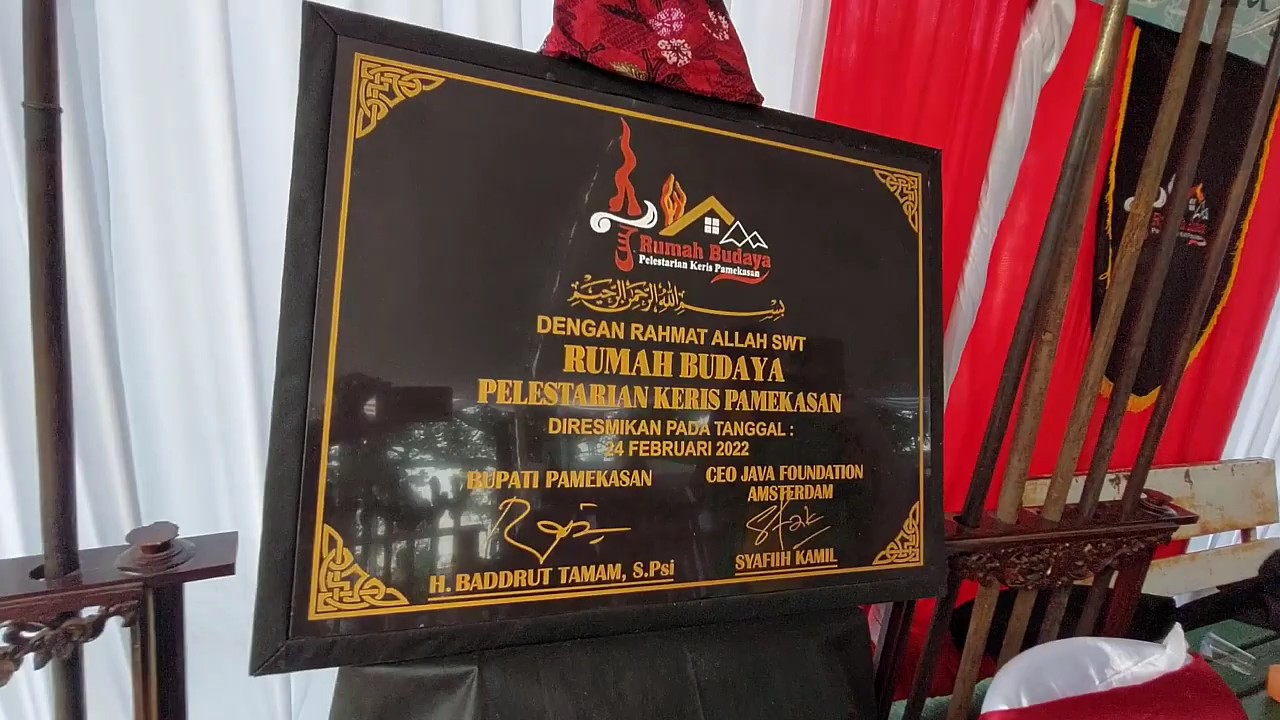 Rumah Budaya
Pelestarian Keris Pamekasan
بسم الله الرحمن الرحيم
DENGAN RAHMAT ALLAH SWT
RUMAH BUDAYA
PELESTARIAN KERIS PAMEKASAN
DIRESMIKAN PADA TANGGAL :
24 FEBRUARI 2022
BUPATI PAMEKASAN
CEO JAVA FOUNDATION
AMSTERDAM
H. BADDRUT TAMAM, S.Psi
SYAFIIH KAMIL